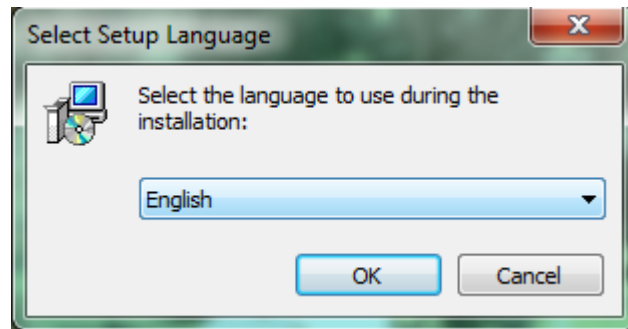 Select Setup Language
Select the language to use during the
installation:
English
OK
Cancel